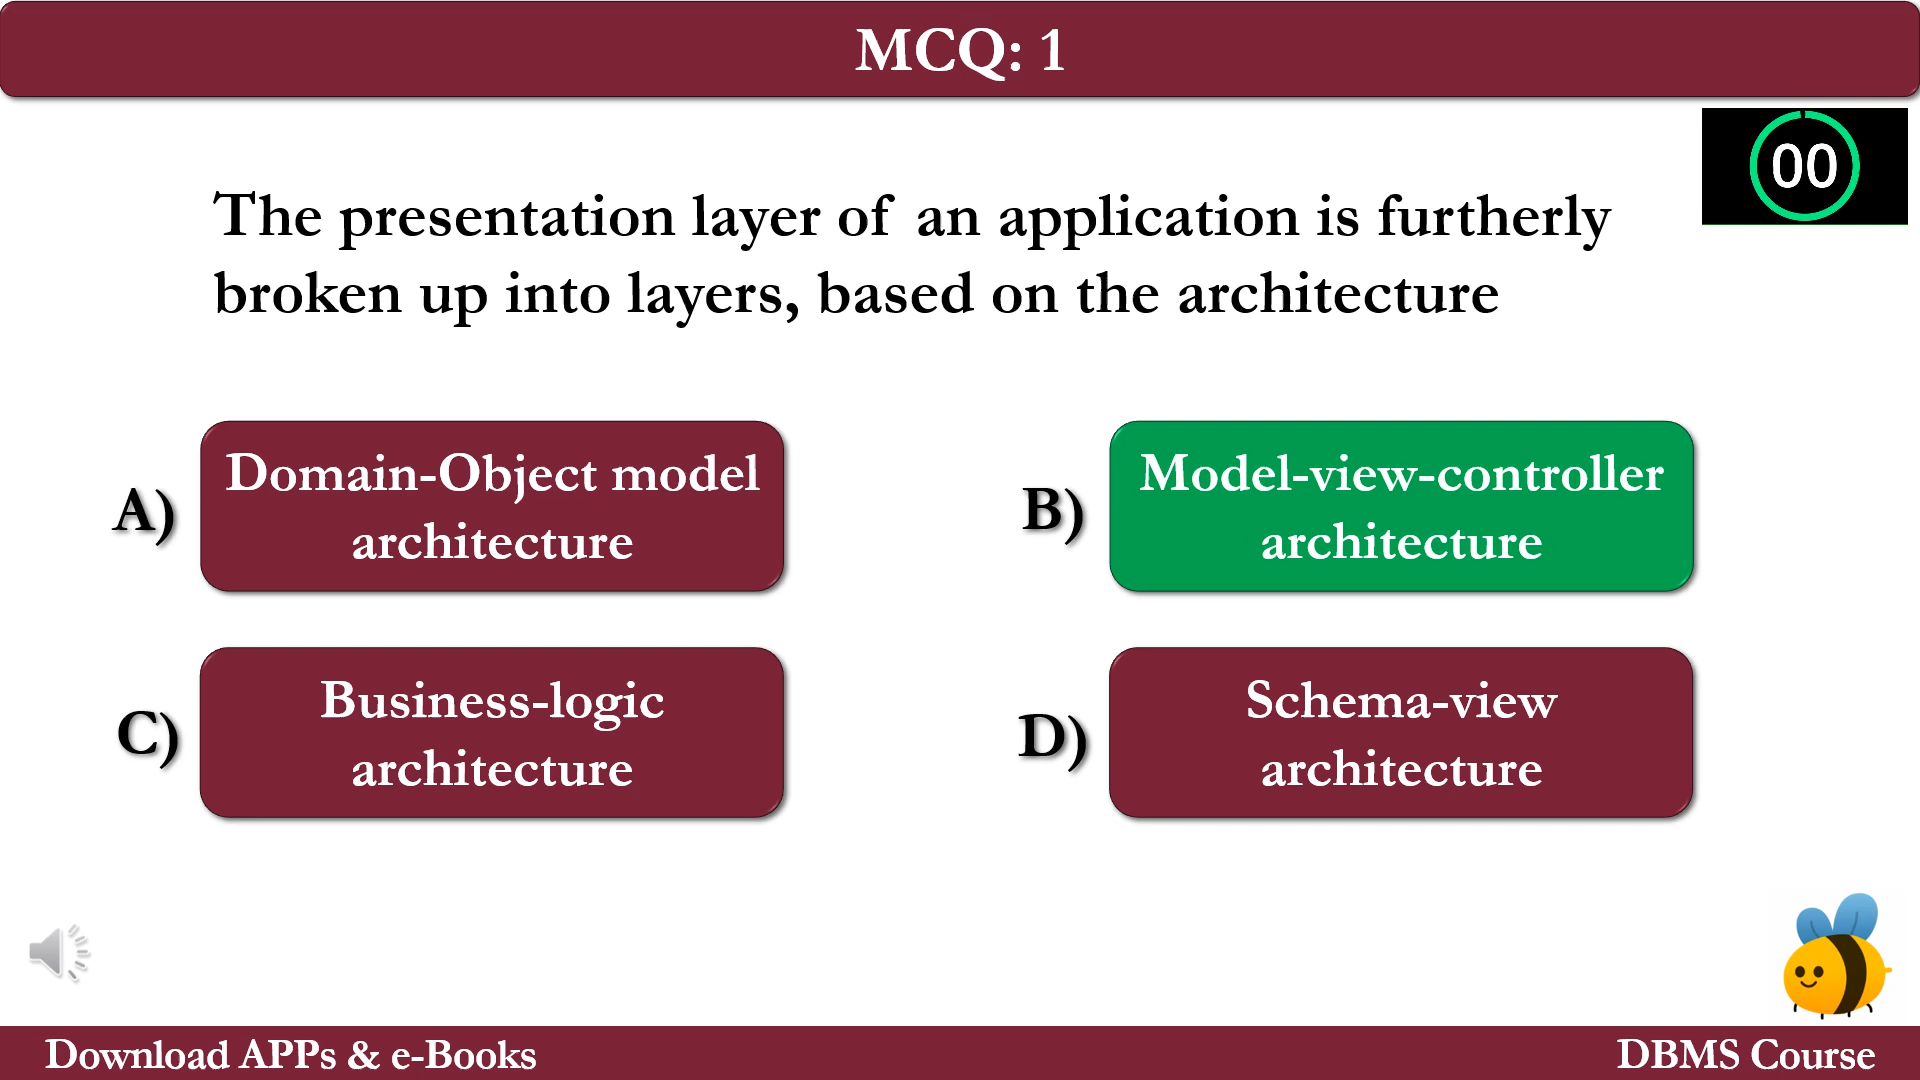 MCQ: 1
00
The presentation layer of an application is furtherly
broken up into layers, based on the architecture
A)
Domain-Object model
architecture
B)
Model-view-controller
architecture
C)
Business-logic
architecture
D)
Schema-view
architecture
Download APPs & e-Books
DBMS Course